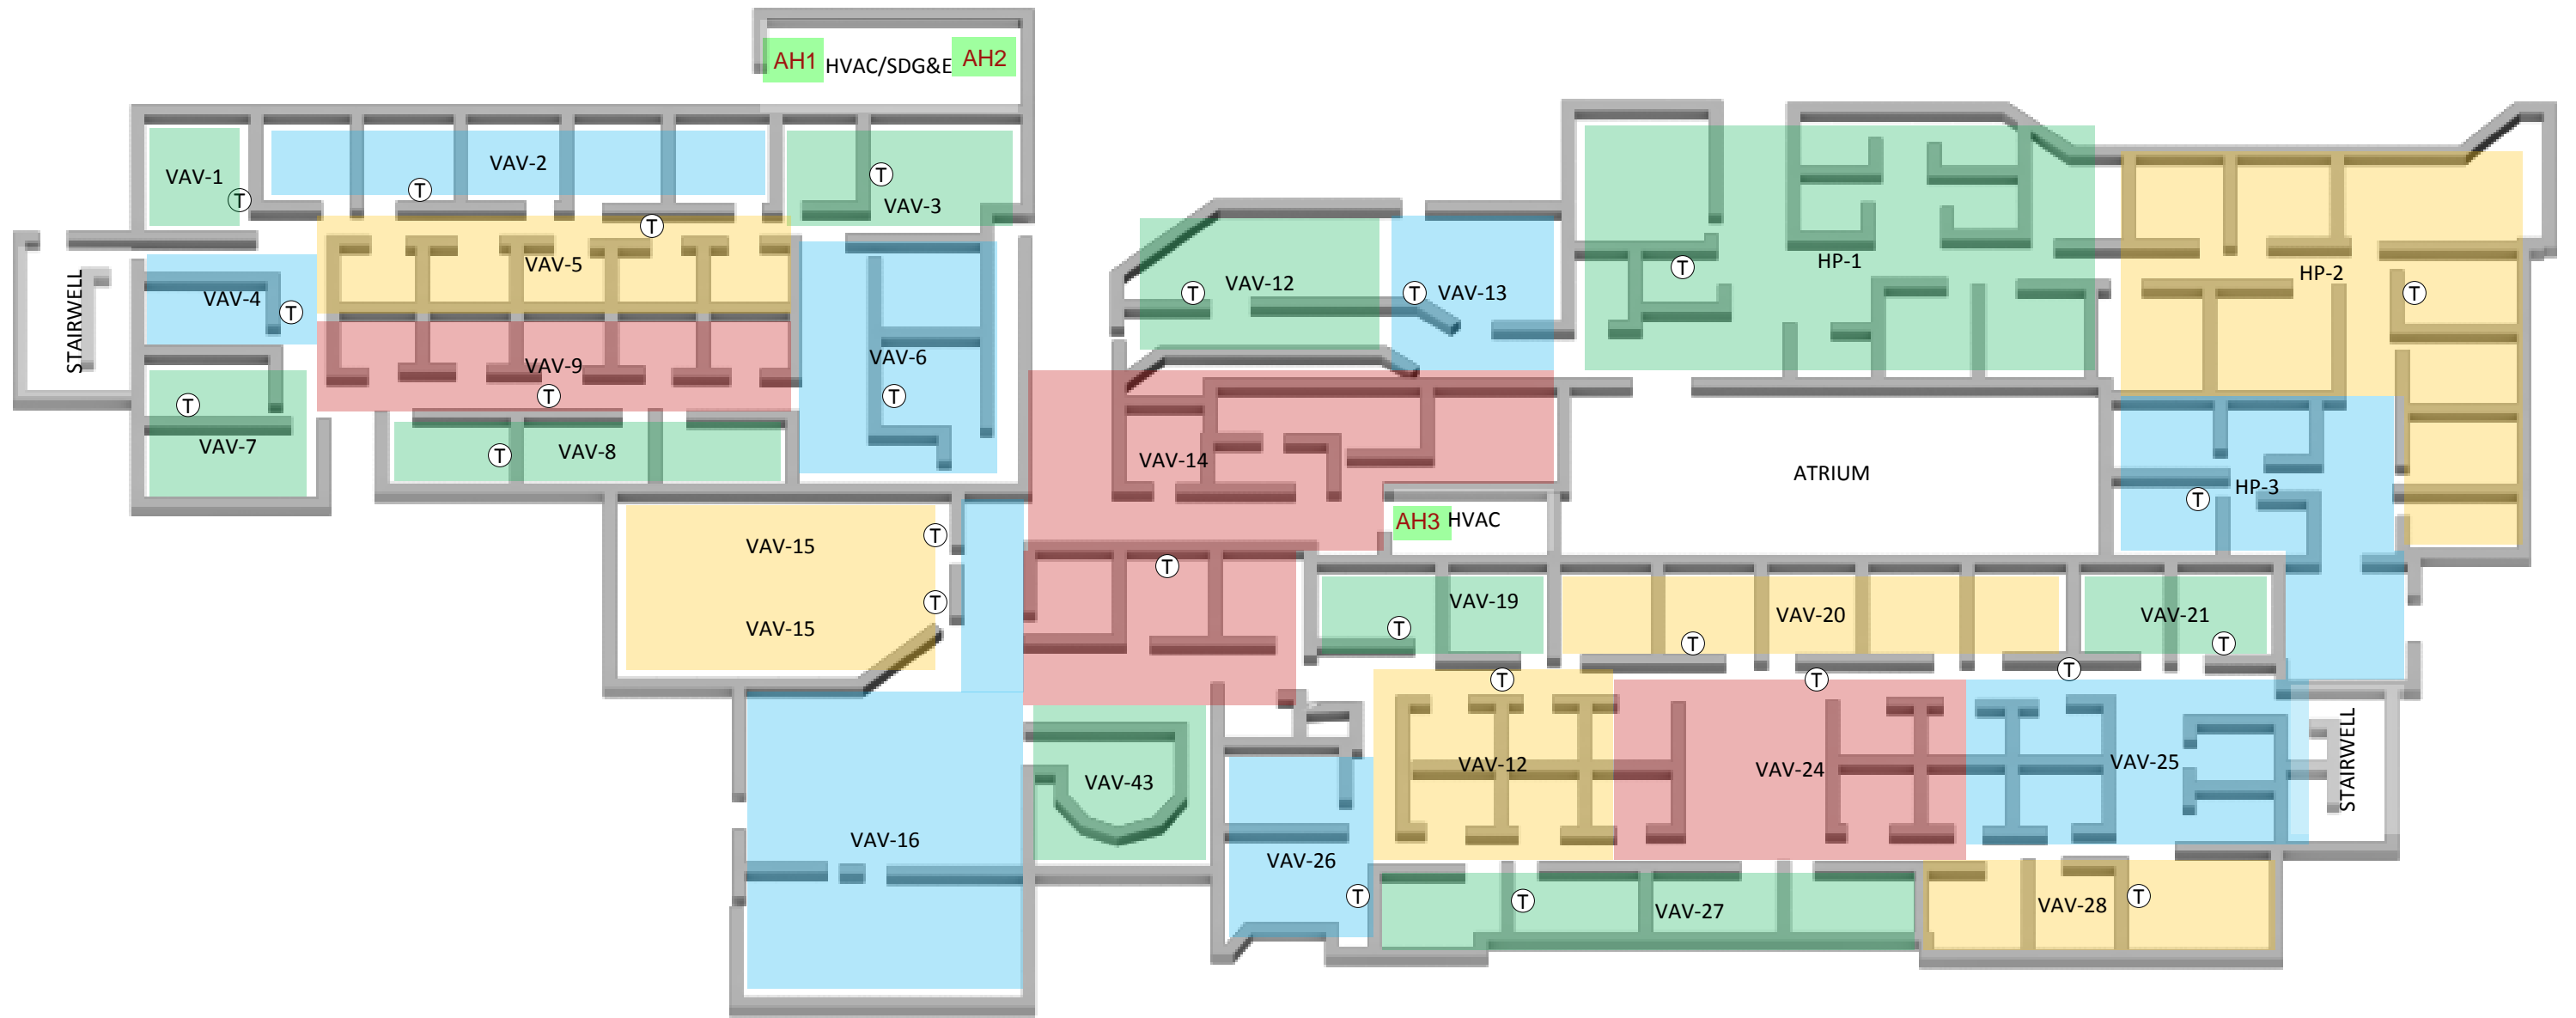 AH1 HVAC/SDG&E AH2
VAV-1
T
VAV-2
T
T
VAV-3
VAV-5
T
VAV-4
T
STAIRWELL
VAV-9
T
VAV-6
T
T
VAV-7
T
VAV-8
VAV-12
T
T
VAV-13
HP-1
T
HP-2
T
VAV-14
T
AH3 HVAC
ATRIUM
HP-3
T
VAV-15
T
VAV-15
T
VAV-19
T
VAV-20
T
VAV-21
T
T
T
T
VAV-12
VAV-24
VAV-25
STAIRWELL
VAV-43
VAV-16
VAV-26
T
T
VAV-27
VAV-28
T